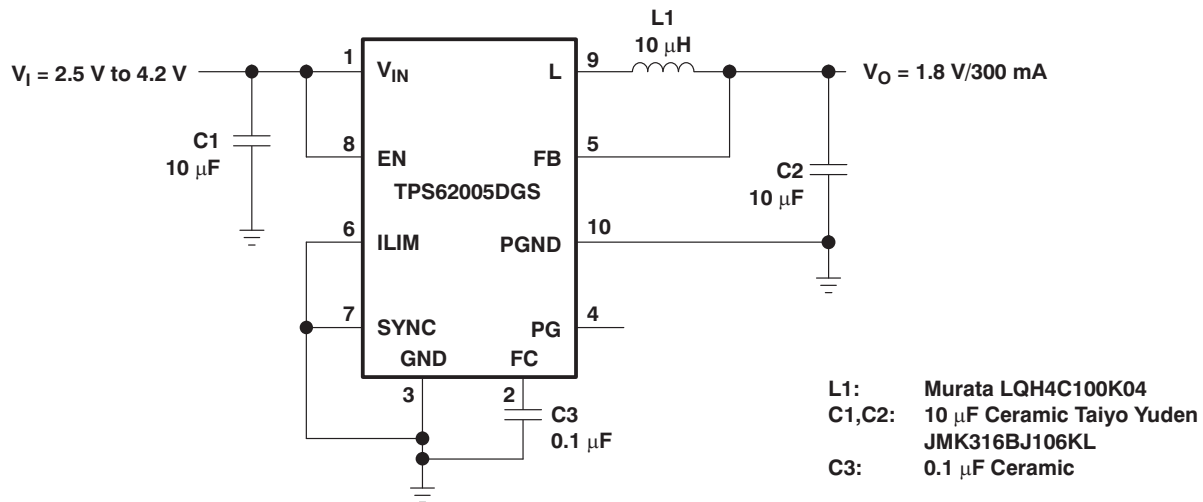 L1
10 μH
1
9
V_I = 2.5 V to 4.2 V
V_IN
L
V_O = 1.8 V/300 mA
C1
10 μF
8
EN
FB
5
C2
10 μF
TPS62005DGS
6
ILIM
PGND
10
7
SYNC
PG
4
GND
FC
3
2
C3
0.1 μF
L1: Murata LQH4C100K04
C1,C2: 10 μF Ceramic Taiyo Yuden
JMK316BJ106KL
C3: 0.1 μF Ceramic